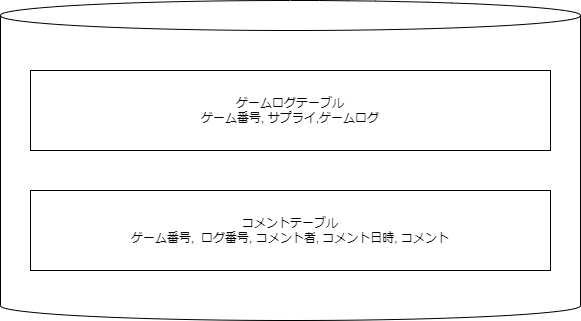 ゲームログテーブル
ゲーム番号, サプライ,ゲームログ
コメントテーブル
ゲーム番号, ログ番号, コメント者, コメント日時, コメント